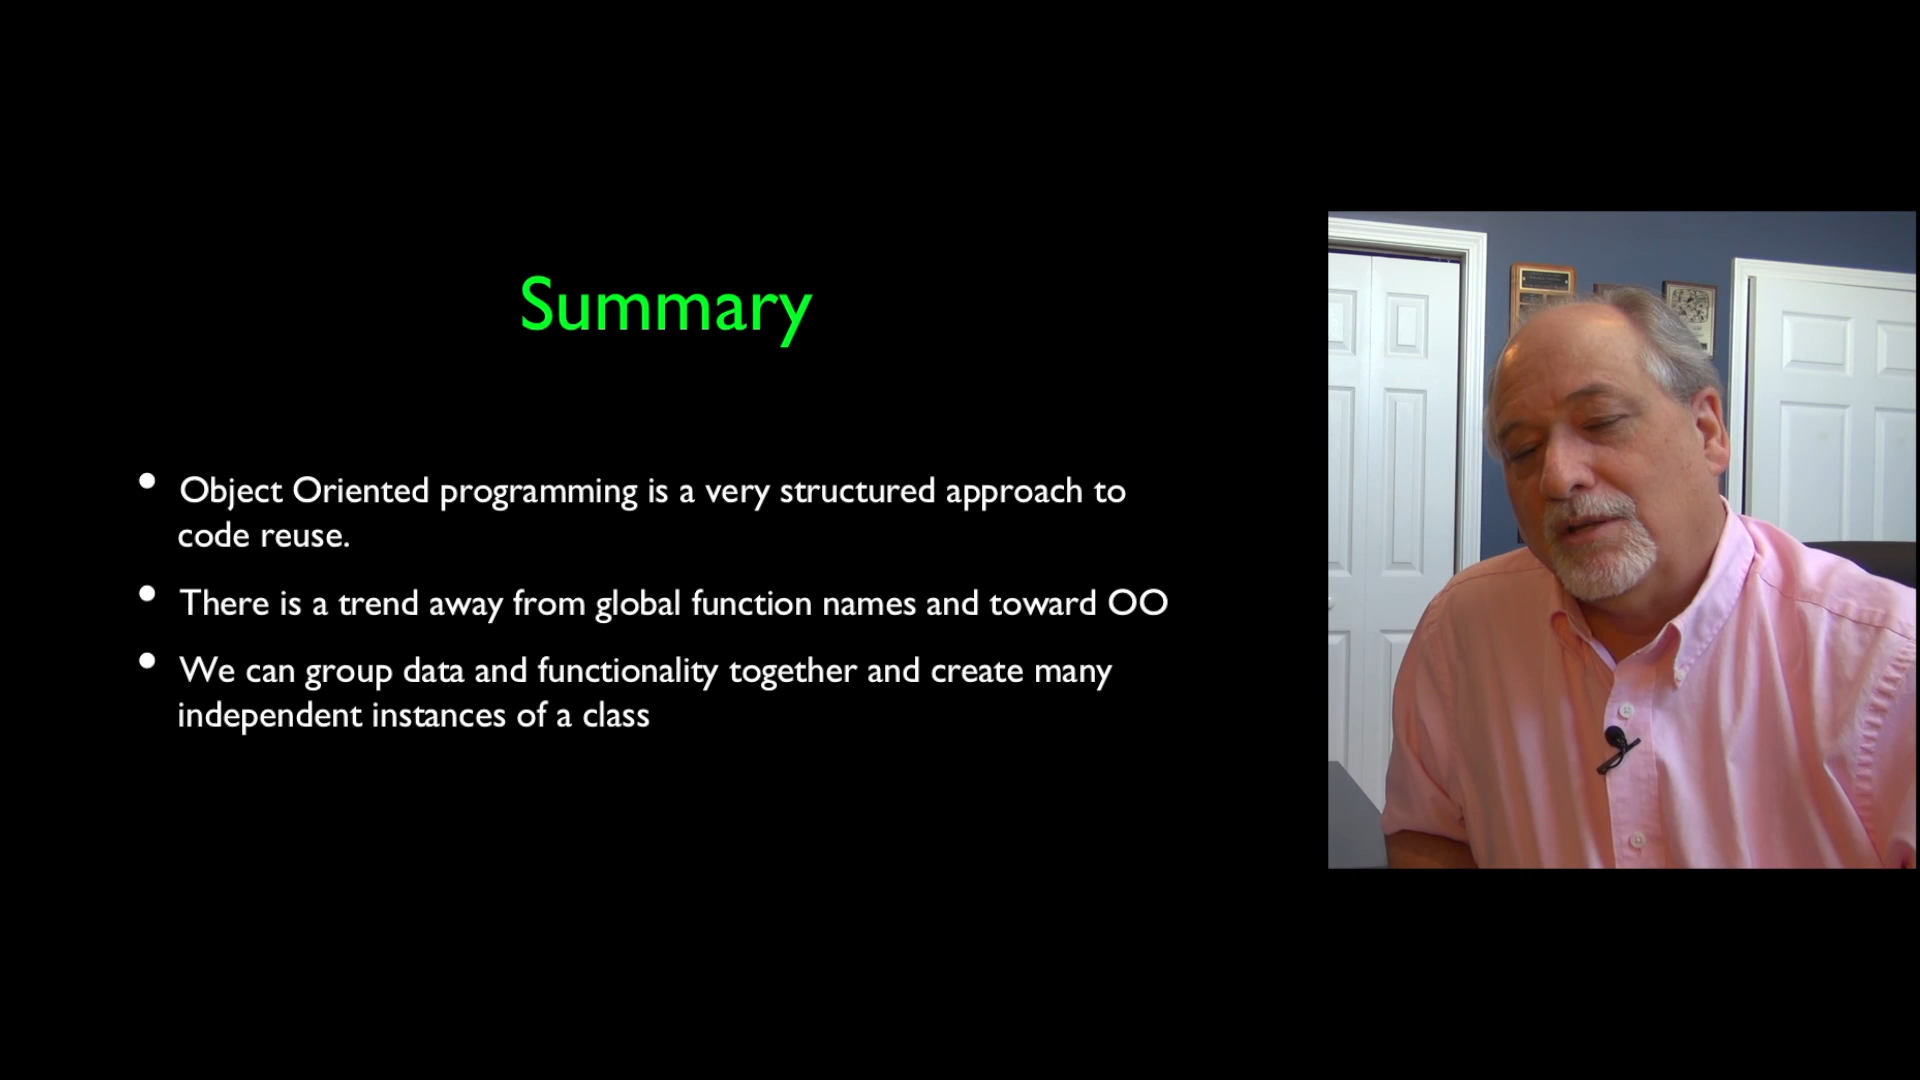 Summary
• Object Oriented programming is a very structured approach to
code reuse.
• There is a trend away from global function names and toward OO
• We can group data and functionality together and create many
independent instances of a class